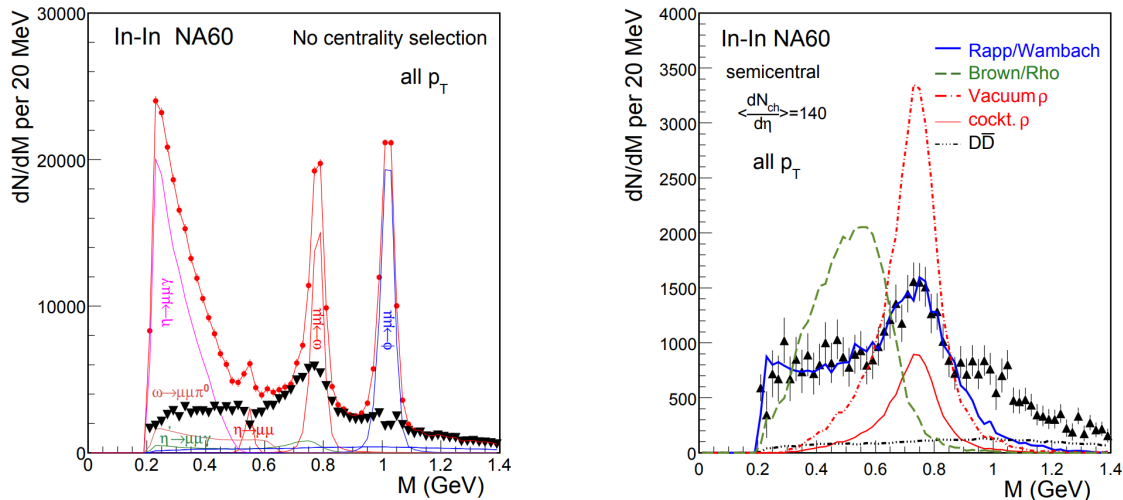 In-In NA60
No centrality selection
all pT
dN/dM per 20 MeV
30000
20000
10000
0
η→μμγ
ω→μμπ⁰
η'→μμγ
η→μμ
ω→μμ
φ→μμ
0 0.2 0.4 0.6 0.8 1 1.2 1.4
M (GeV)
In-In NA60
semicentral
<dNch/dη>=140
all pT
Rapp/Wambach
Brown/Rho
Vacuum ρ
cockt. ρ
DD̅
dN/dM per 20 MeV
4000
3500
3000
2500
2000
1500
1000
500
0
0 0.2 0.4 0.6 0.8 1 1.2 1.4
M (GeV)